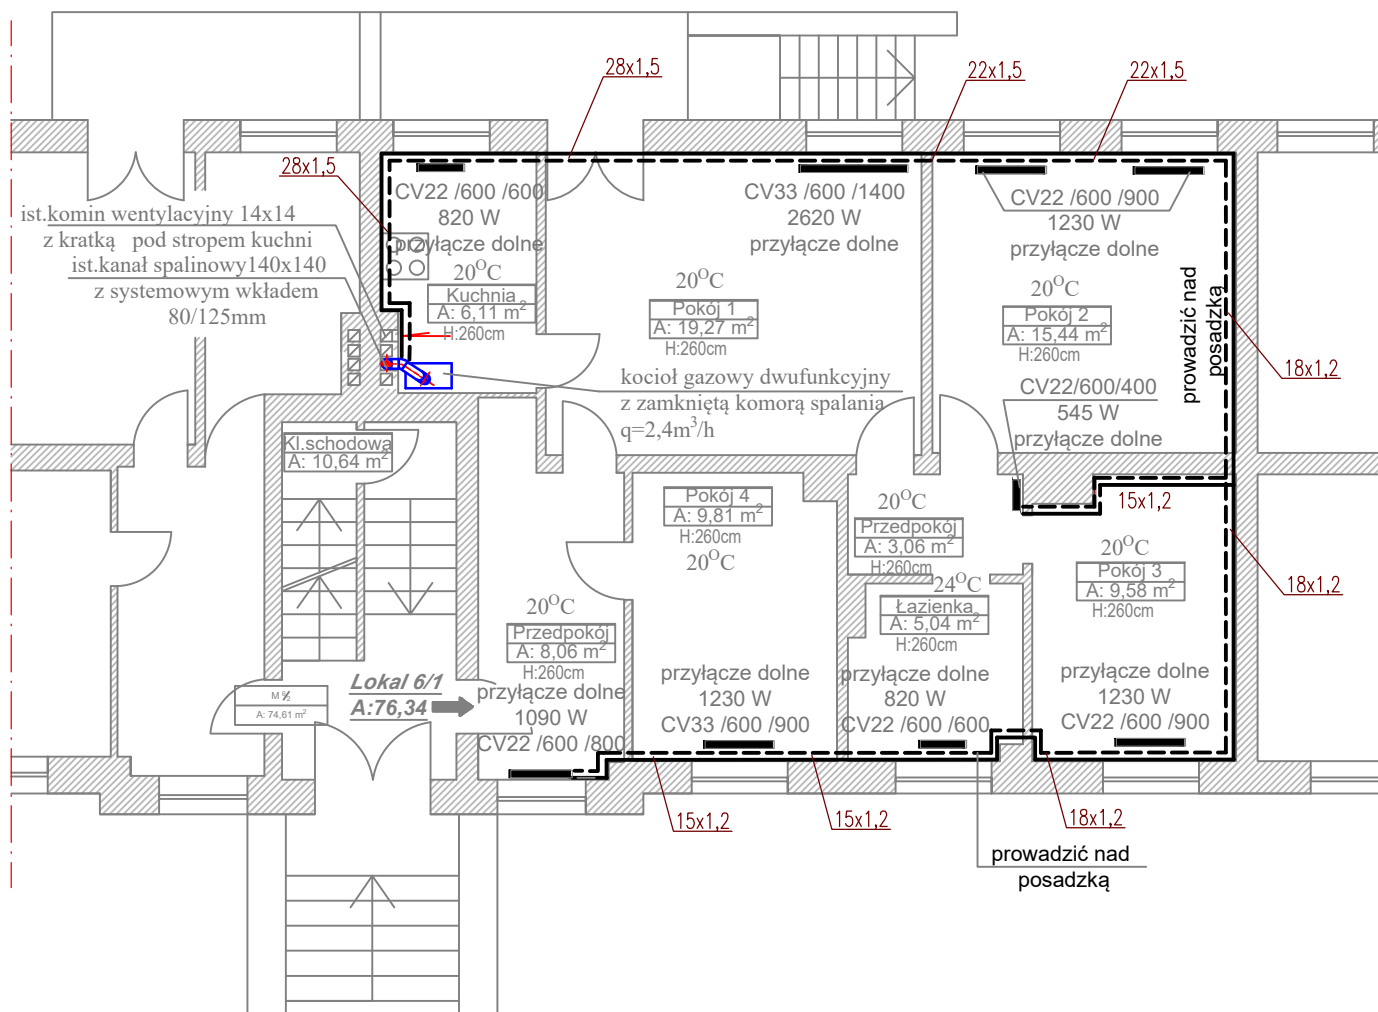 28x1,5
22x1,5
22x1,5
28x1,5
CV22 /600 /600
820 W
przyłącze dolne
20°C
Kuchnia
A: 6,11 m²
H:260cm
CV33 /600 /1400
2620 W
przyłącze dolne
20°C
Pokój 1
A: 19,27 m²
H:260cm
CV22 /600 /900
1230 W
przyłącze dolne
20°C
Pokój 2
A: 15,44 m²
H:260cm
prowadzić nad
posadzką
18x1,2
ist.komin wentylacyjny 14x14
z kratką pod stropem kuchni
ist.kanał spalinowy140x140
z systemowym wkładem
80/125mm
kocioł gazowy dwufunkcyjny
z zamkniętą komorą spalania
q=2,4m³/h
CV22/600/400
545 W
przyłącze dolne
Kl.schodowa
A: 10,64 m²
Pokój 4
A: 9,81 m²
H:260cm
20°C
20°C
Przedpokój
A: 3,06 m²
H:260cm
15x1,2
20°C
Pokój 3
A: 9,58 m²
H:260cm
18x1,2
24°C
Łazienka
A: 5,04 m²
H:260cm
20°C
Przedpokój
A: 8,06 m²
H:260cm
przyłącze dolne
1090 W
CV22 /600 /800
przyłącze dolne
1230 W
CV33 /600 /900
przyłącze dolne
820 W
CV22 /600 /600
przyłącze dolne
1230 W
CV22 /600 /900
Lokal 6/1
A:76,34
A: 74,61 m²
15x1,2
15x1,2
18x1,2
prowadzić nad
posadzką